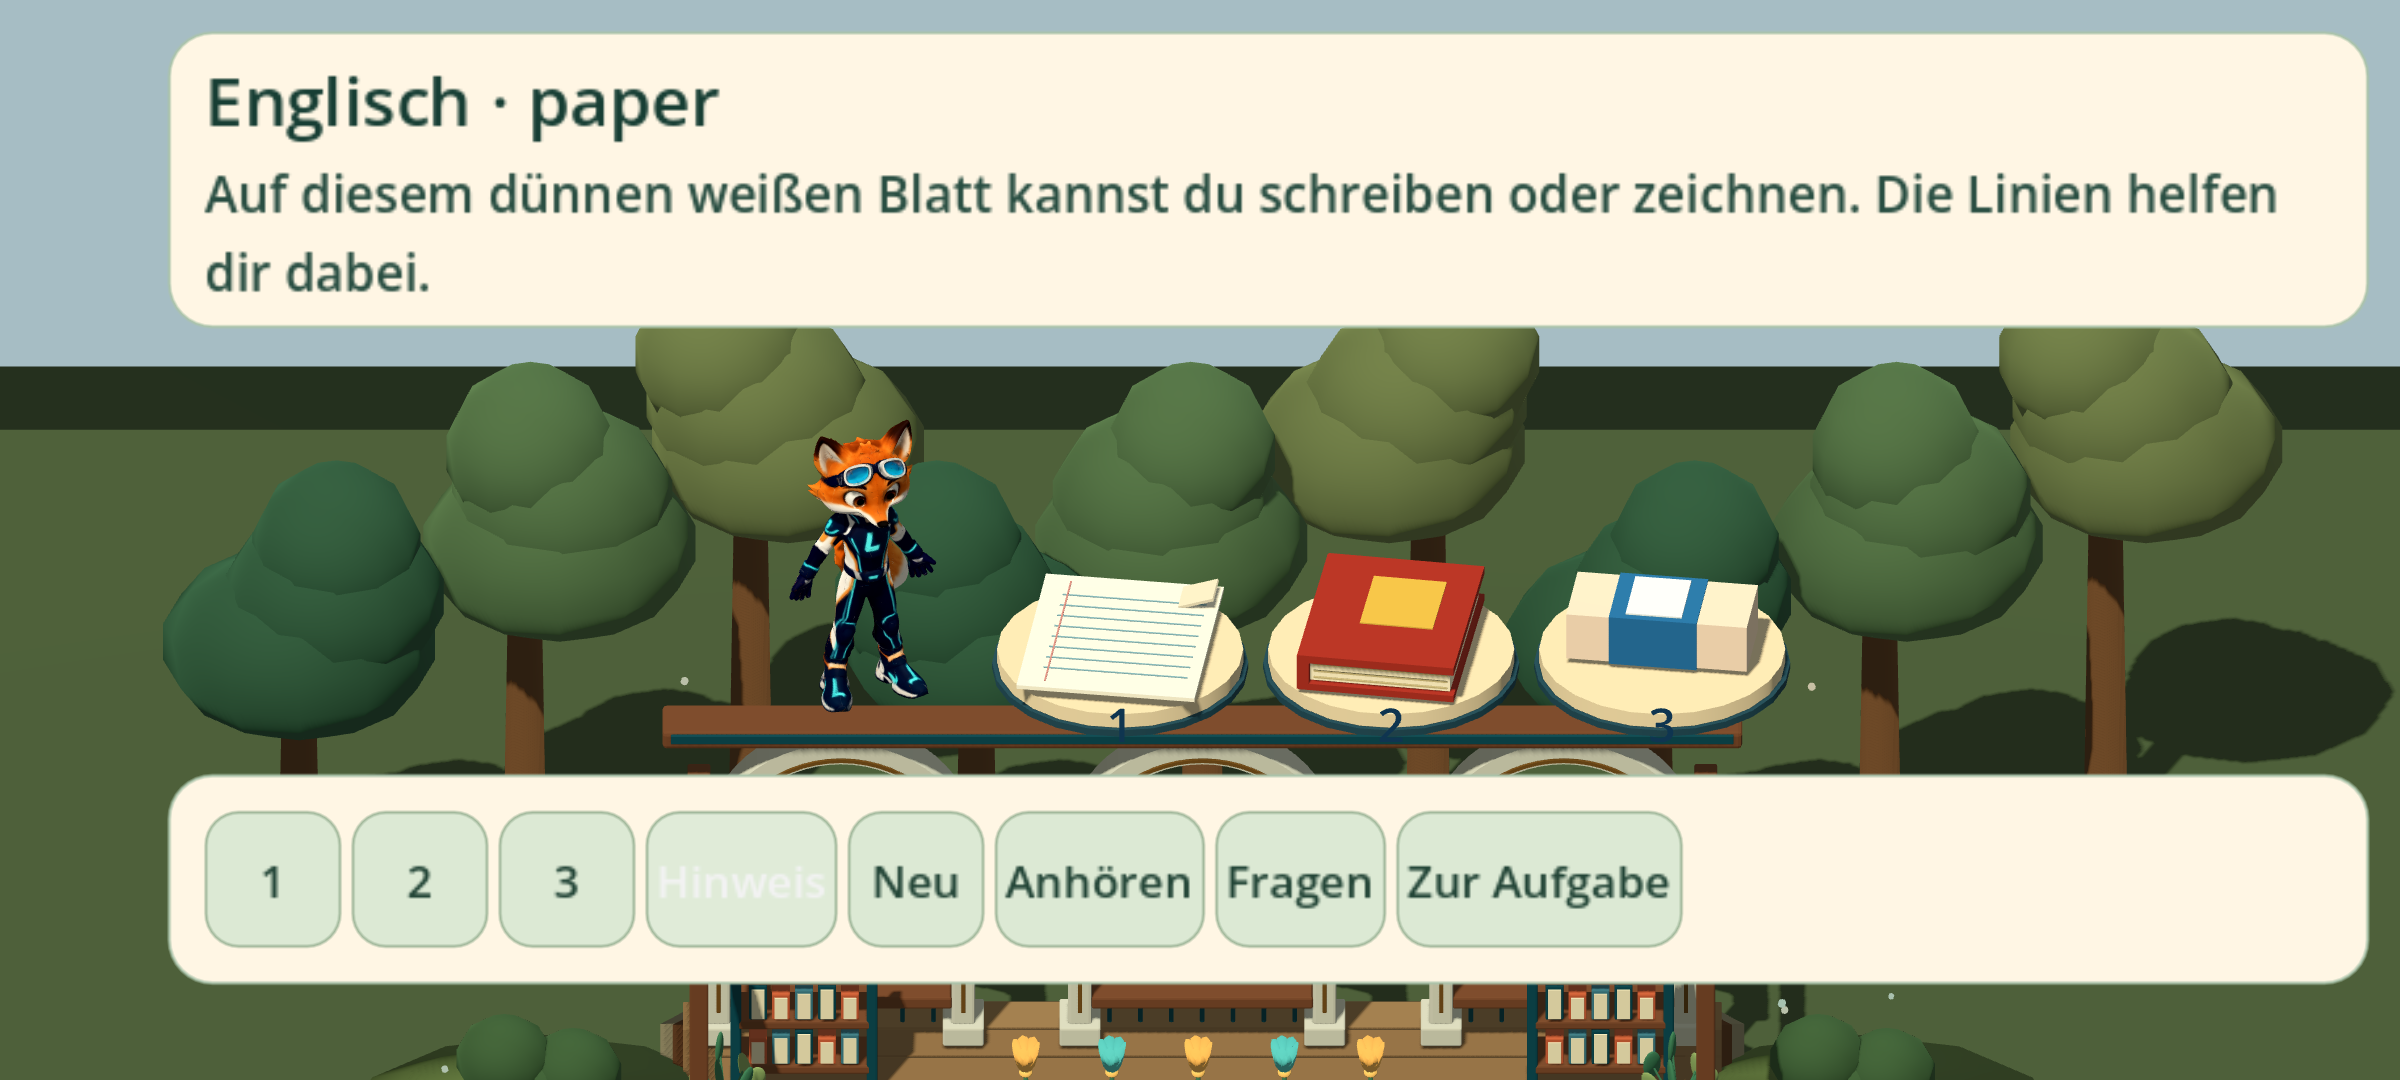 Englisch · paper
Auf diesem dünnen weißen Blatt kannst du schreiben oder zeichnen. Die Linien helfen
dir dabei.
L
1 2 3
1 2 3 Hinweis Neu Anhören Fragen Zur Aufgabe